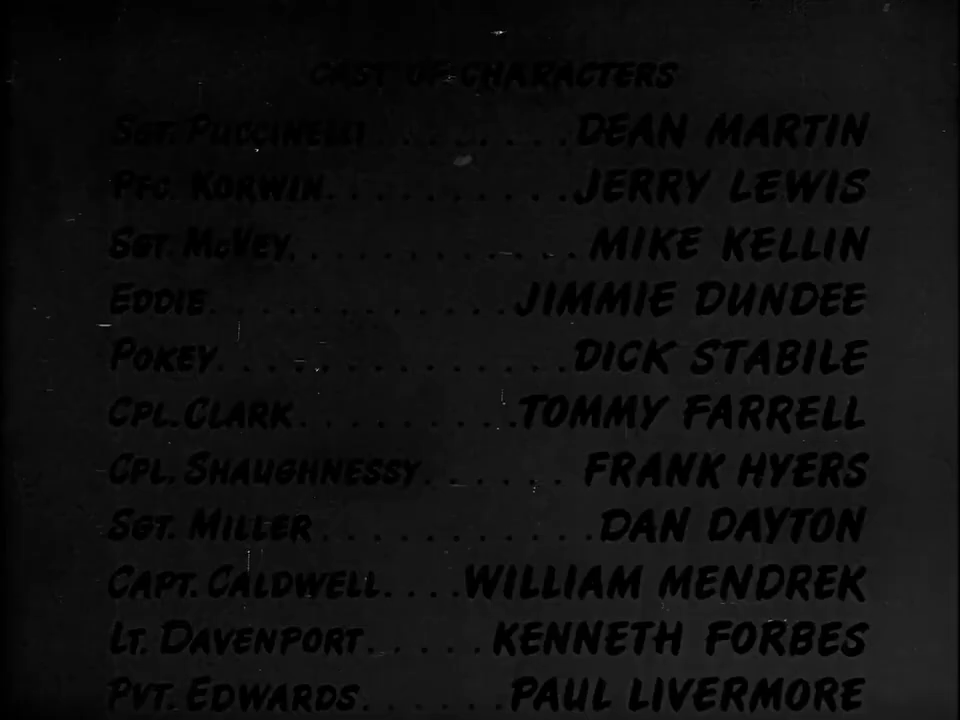 CAST OF CHARACTERS
SGT. PUCCINELLI . . . . . . . . . DEAN MARTIN
PFC. KORWIN. . . . . . . . . . . JERRY LEWIS
SGT. MCVEY. . . . . . . . . . . . . MIKE KELLIN
EDDIE. . . . . . . . . . . . . . JIMMIE DUNDEE
POKEY. . . . . . . . . . . . . . . . DICK STABILE
CPL. CLARK. . . . . . . . . . TOMMY FARRELL
CPL. SHAUGHNESSY. . . . . . FRANK HYERS
SGT. MILLER. . . . . . . . . . . . DAN DAYTON
CAPT. CALDWELL. . . . WILLIAM MENDREK
LT. DAVENPORT. . . . . . KENNETH FORBES
PVT. EDWARDS. . . . . . . PAUL LIVERMORE